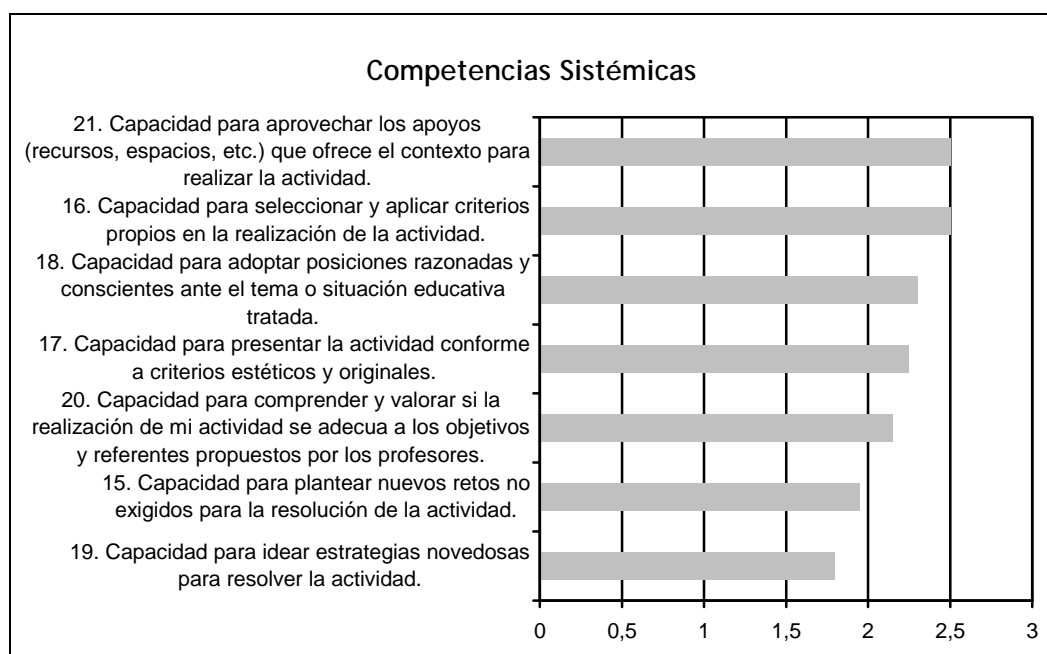 Competencias Sistémicas
21. Capacidad para aprovechar los apoyos
(recursos, espacios, etc.) que ofrece el contexto para
realizar la actividad.
16. Capacidad para seleccionar y aplicar criterios
propios en la realización de la actividad.
18. Capacidad para adoptar posiciones razonadas y
conscientes ante el tema o situación educativa
tratada.
17. Capacidad para presentar la actividad conforme
a criterios estéticos y originales.
20. Capacidad para comprender y valorar si la
realización de mi actividad se adecua a los objetivos
y referentes propuestos por los profesores.
15. Capacidad para plantear nuevos retos no
exigidos para la resolución de la actividad.
19. Capacidad para idear estrategias novedosas
para resolver la actividad.
0 0,5 1 1,5 2 2,5 3